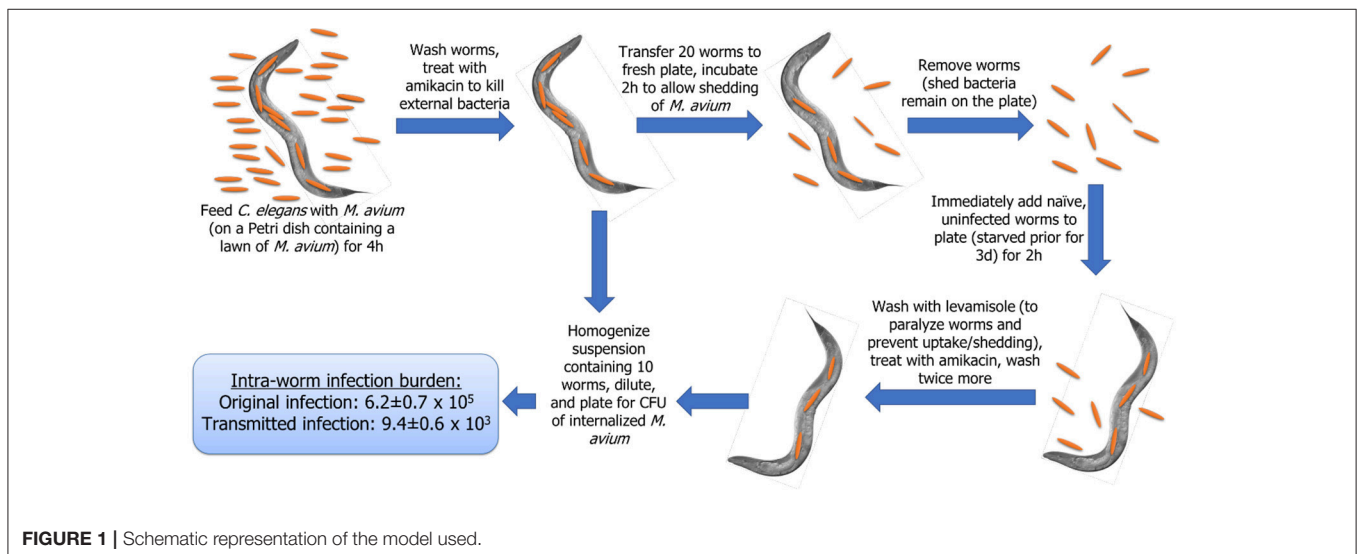 Feed C. elegans with M. avium
(on a Petri dish containing a
lawn of M. avium) for 4h
Wash worms,
treat with
amikacin to kill
external bacteria
Transfer 20 worms to
fresh plate, incubate
2h to allow shedding
of M. avium
Remove worms
(shed bacteria
remain on the plate)
Immediately add naïve,
uninfected worms to
plate (starved prior for
3d) for 2h
Wash with levamisole (to
paralyze worms and
prevent uptake/shedding),
treat with amikacin, wash
twice more
Homogenize
suspension
containing 10
worms, dilute,
and plate for CFU
of internalized M.
avium
Intra-worm infection burden:
Original infection: 6.2±0.7 x 10⁵
Transmitted infection: 9.4±0.6 x 10³
FIGURE 1 | Schematic representation of the model used.